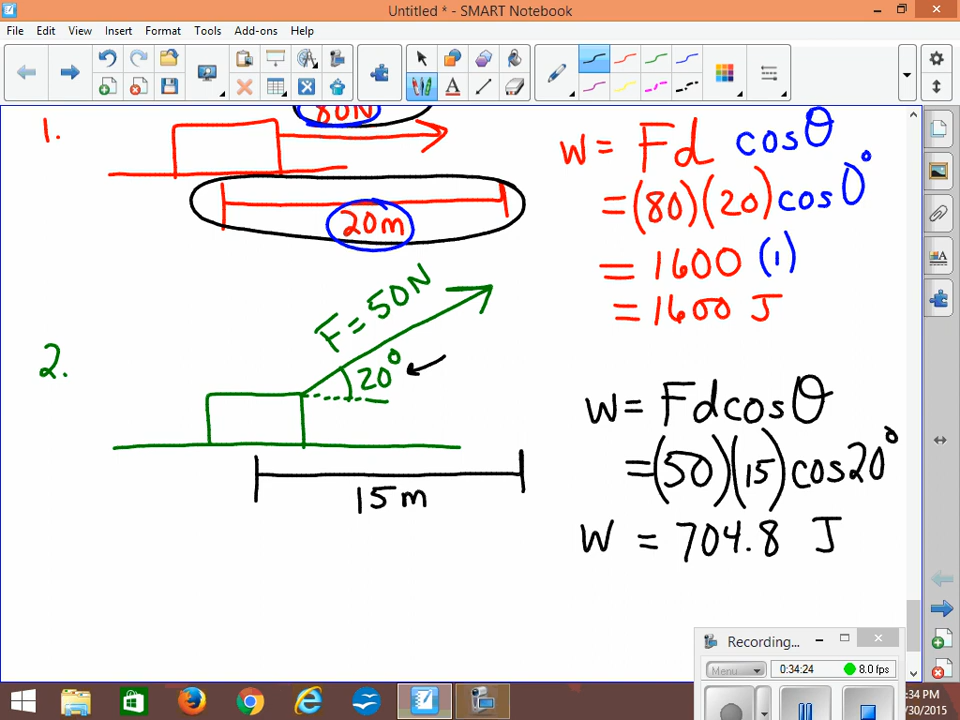 Untitled * - SMART Notebook
File Edit View Insert Format Tools Add-ons Help
1.
80N
20m
W = Fd cosθ
= (80)(20) cos 0°
= 1600 (1)
= 1600 J
2.
F = 50N
20°
15 m
W = Fdcosθ
= (50)(15) cos20°
W = 704.8 J
Recording...
Menu
0:34:24
8.0 fps
:34 PM
/30/2015